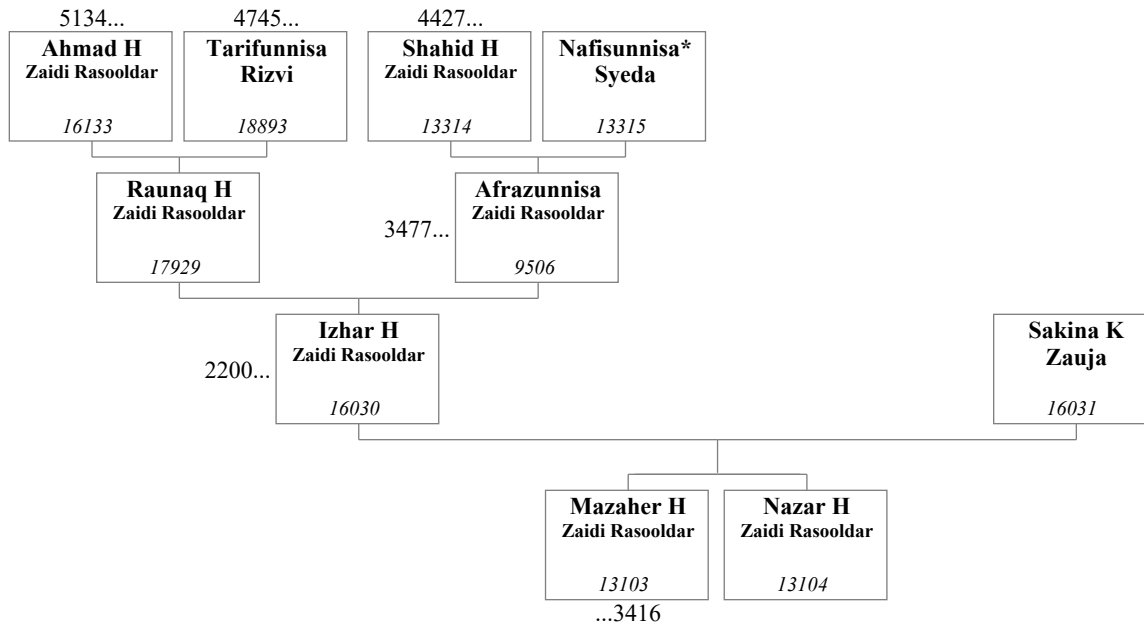 5134...
4745...
4427...
Ahmad H
Zaidi Rasooldar
16133
Tarifunnisa
Rizvi
18893
Shahid H
Zaidi Rasooldar
13314
Nafisunnisa*
Syeda
13315
Raunaq H
Zaidi Rasooldar
17929
3477...
Afrazunnisa
Zaidi Rasooldar
9506
2200...
Izhar H
Zaidi Rasooldar
16030
Sakina K
Zauja
16031
Mazaher H
Zaidi Rasooldar
13103
Nazar H
Zaidi Rasooldar
13104
...3416